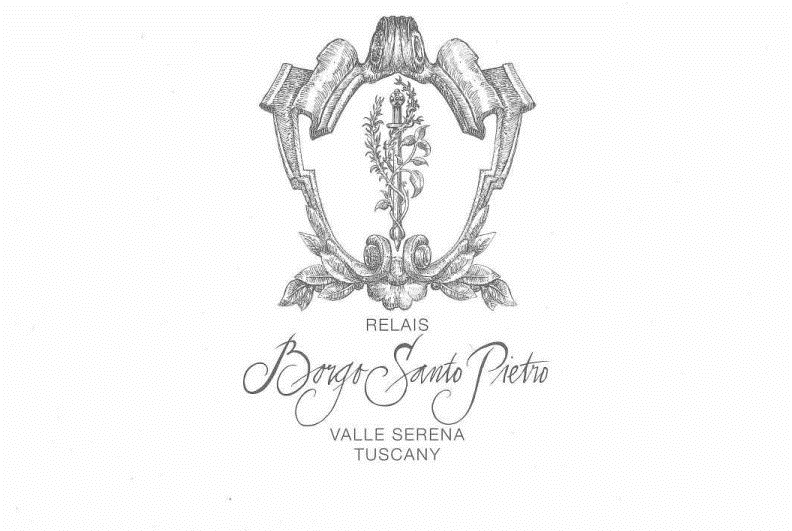 RELAIS
Borgo Santo Pietro
VALLE SERENA
TUSCANY